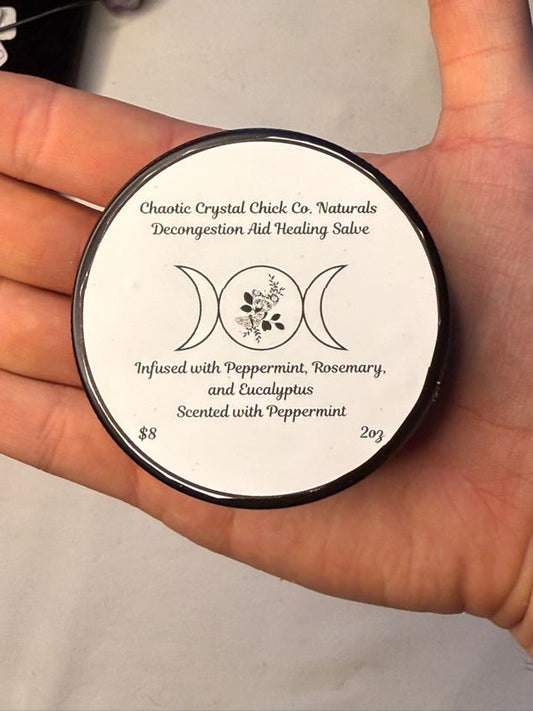 Chaotic Crystal Chick Co. Naturals
Decongestion Aid Healing Salve
Infused with Peppermint, Rosemary,
and Eucalyptus
Scented with Peppermint
$8 2oz